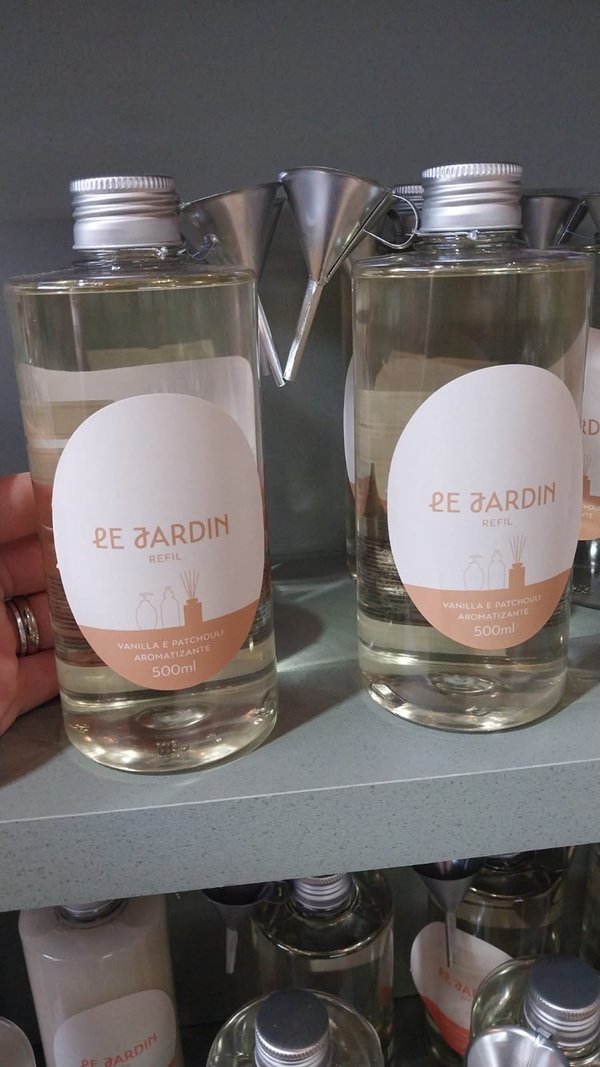 LE JARDIN
REFIL
VANILLA E PATCHOULI
AROMATIZANTE
500ml
LE JARDIN
REFIL
VANILLA E PATCHOULI
AROMATIZANTE
500ml
LE JARDIN